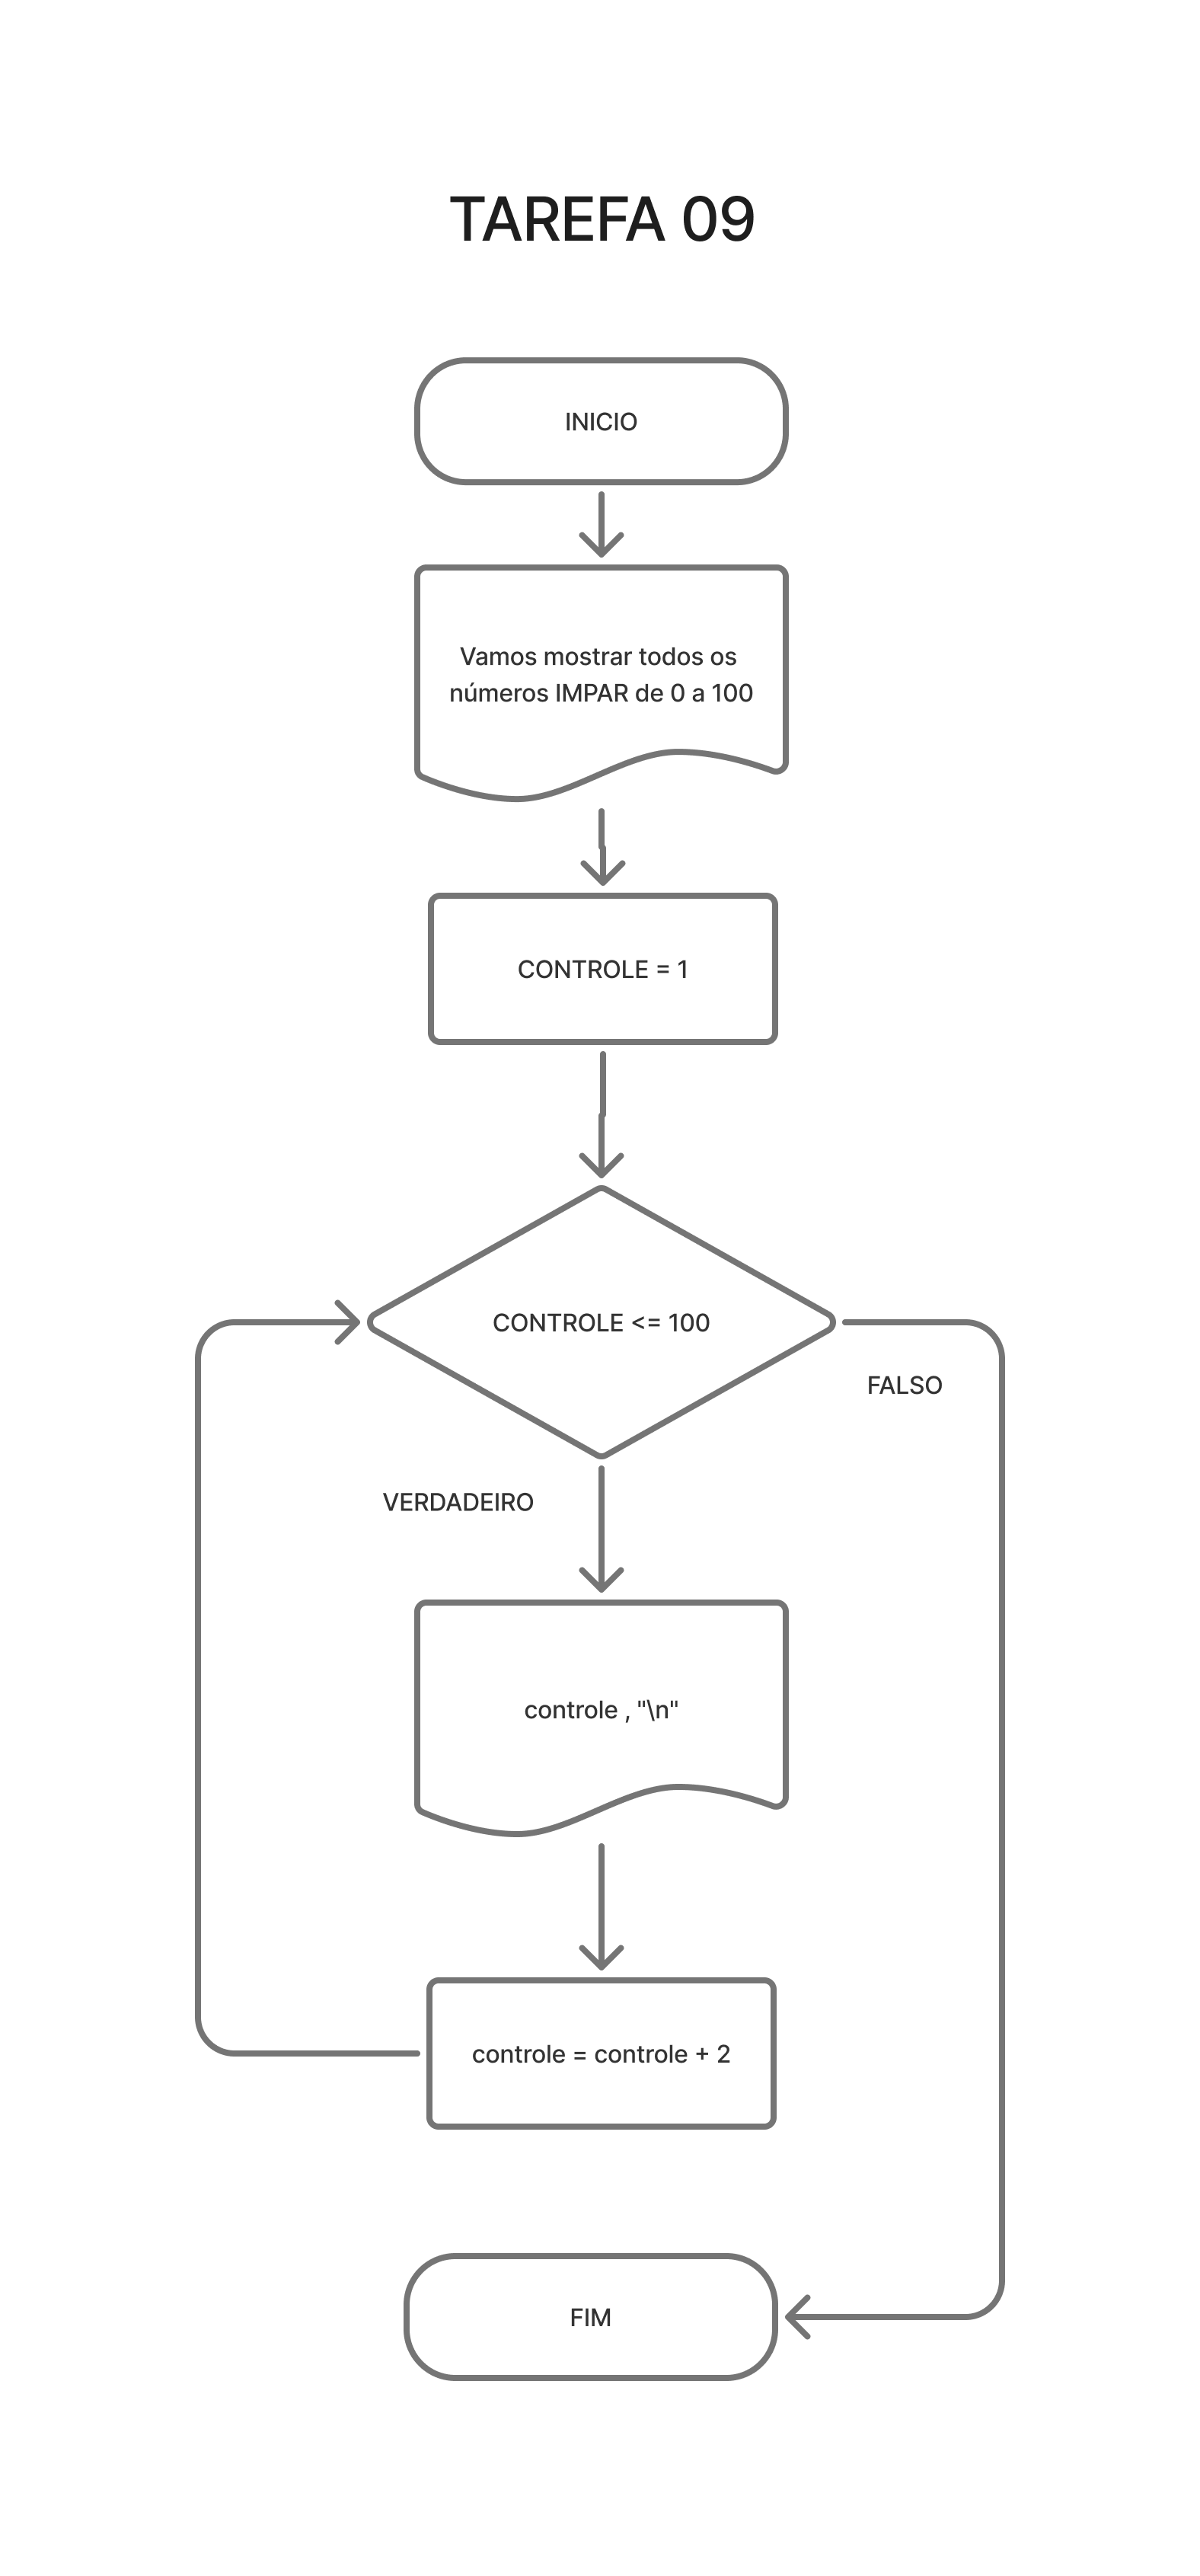 TAREFA 09
INICIO
Vamos mostrar todos os
números IMPAR de 0 a 100
CONTROLE = 1
CONTROLE <= 100
FALSO
VERDADEIRO
controle , "\n"
controle = controle + 2
FIM